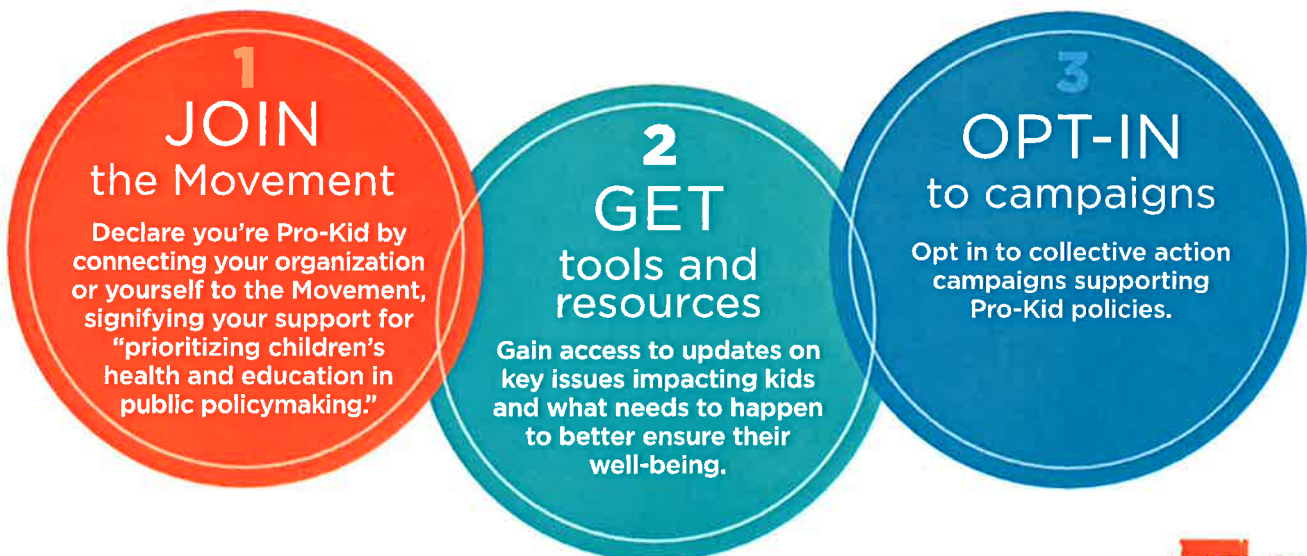 1
JOIN
the Movement
Declare you're Pro-Kid by
connecting your organization
or yourself to the Movement,
signifying your support for
"prioritizing children's
health and education in
public policymaking."
2
GET
tools and
resources
Gain access to updates on
key issues impacting kids
and what needs to happen
to better ensure their
well-being.
3
OPT-IN
to campaigns
Opt in to collective action
campaigns supporting
Pro-Kid policies.